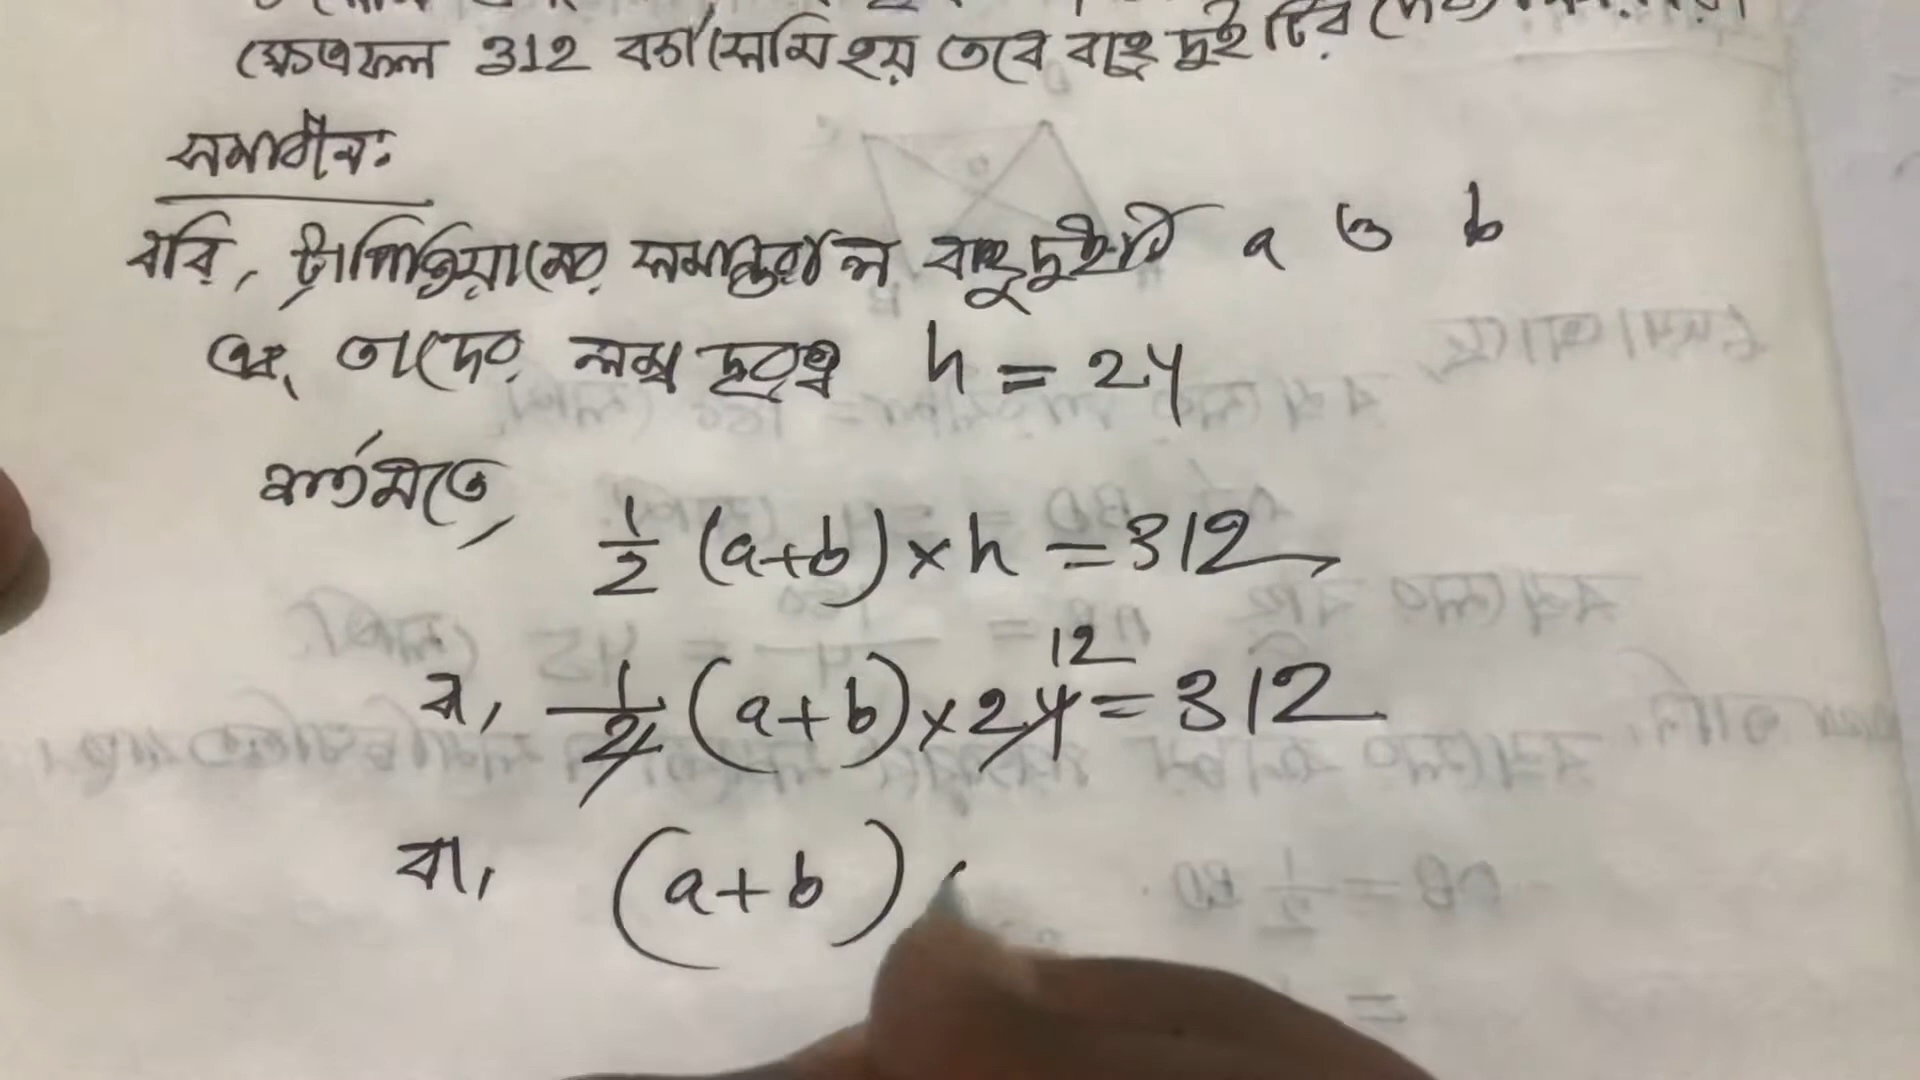 ক্ষেত্রফল 312 বর্গ সেমি হয় তবে বাহু দুইটির
সমাধান:
ধরি, ট্রাপিজিয়ামের সমান্তরাল বাহু দুইটি a ও b
এবং তাদের লম্ব দূরত্ব h = 24
শর্তমতে,
1/2 (a+b) × h = 312
বা, 1/2 (a+b) × 24 = 312
12
বা, (a+b)